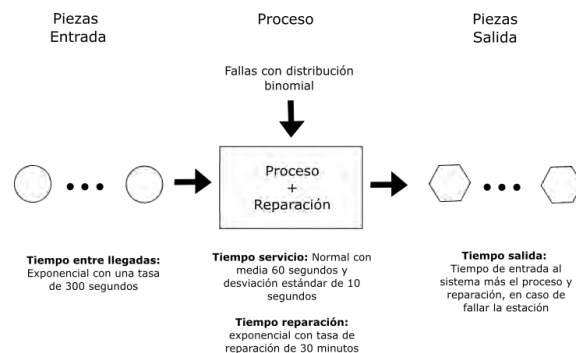 Piezas
Entrada
Proceso
Piezas
Salida
Fallas con distribución
binomial
Proceso
+
Reparación
Tiempo entre llegadas:
Exponencial con una tasa
de 300 segundos
Tiempo servicio: Normal con
media 60 segundos y
desviación estándar de 10
segundos
Tiempo reparación:
exponencial con tasa de
reparación de 30 minutos
Tiempo salida:
Tiempo de entrada al
sistema más el proceso y
reparación, en caso de
fallar la estación